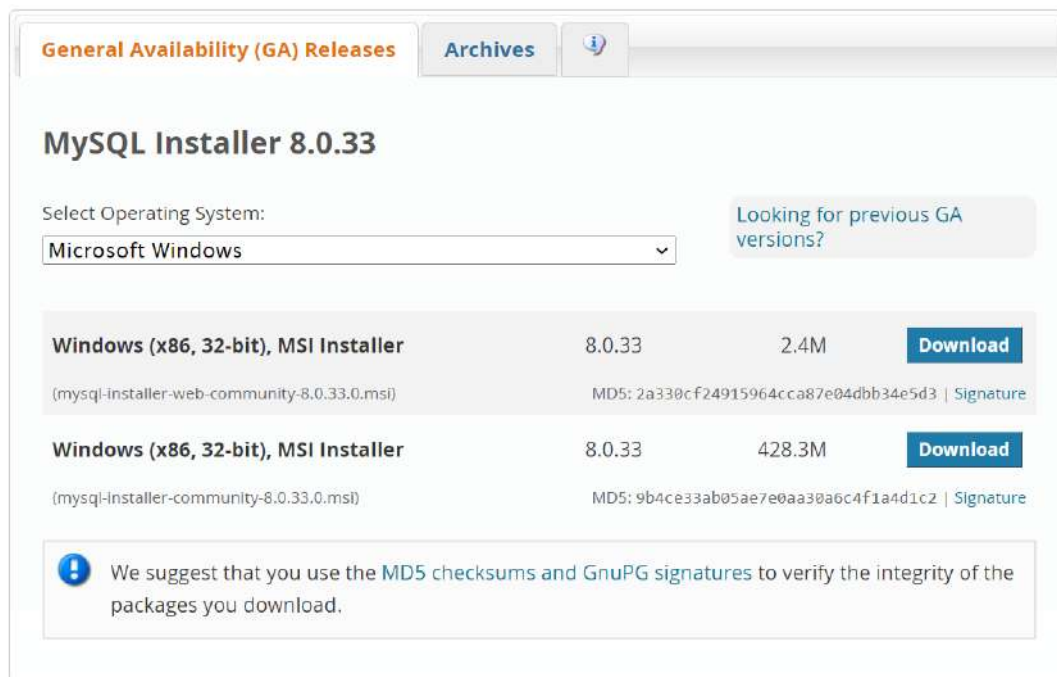 General Availability (GA) Releases
Archives
MySQL Installer 8.0.33
Select Operating System:
Looking for previous GA
versions?
Microsoft Windows
Windows (x86, 32-bit), MSI Installer 8.0.33 2.4M Download
(mysql-installer-web-community-8.0.33.0.msi) MD5: 2a330cf24915964cca87e04dbb34e5d3 | Signature
Windows (x86, 32-bit), MSI Installer 8.0.33 428.3M Download
(mysql-installer-community-8.0.33.0.msi) MD5: 9b4ce33ab05ae7e0aa30a6c4f1a4d1c2 | Signature
We suggest that you use the MD5 checksums and GnuPG signatures to verify the integrity of the
packages you download.